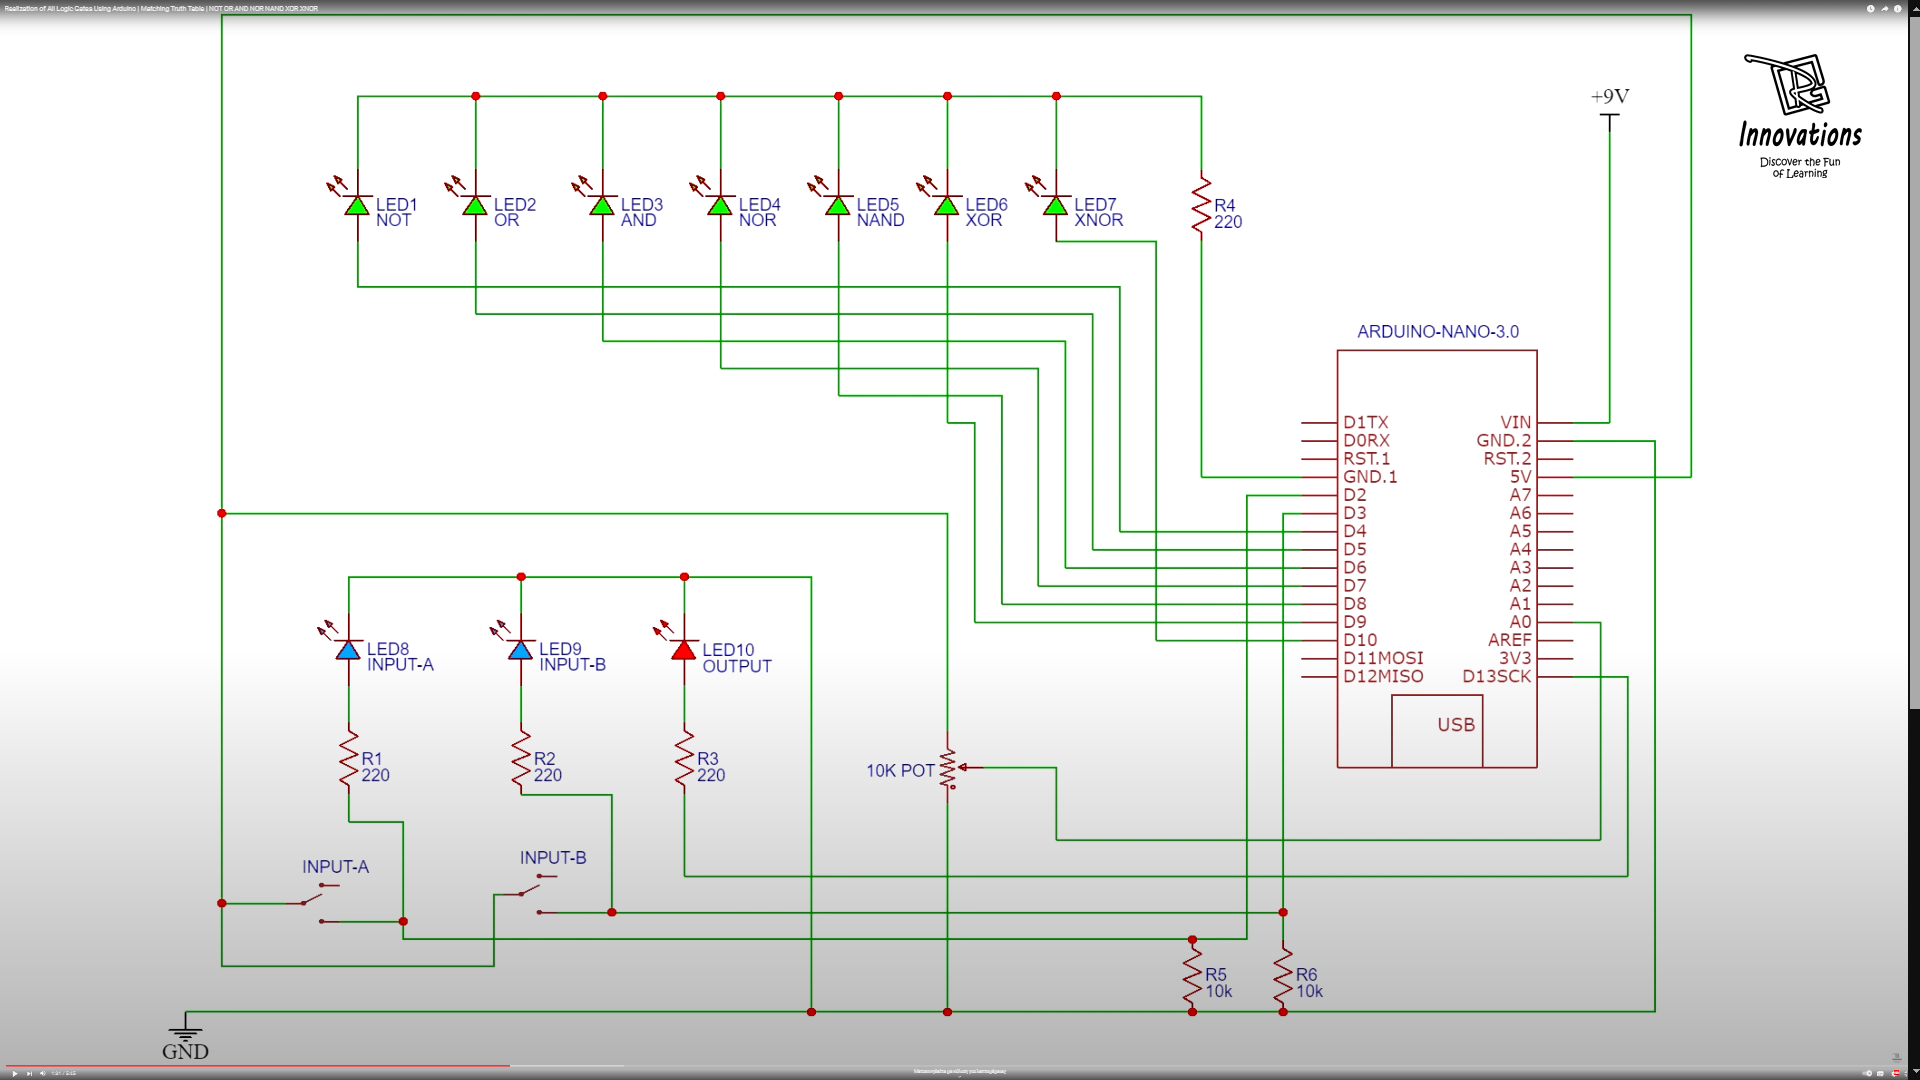 Realization of All Logic Gates Using Arduino | Matching Truth Table | NOT OR AND NOR NAND XOR XNOR
+9V
Innovations
Discover the Fun
of Learning
LED1
NOT
LED2
OR
LED3
AND
LED4
NOR
LED5
NAND
LED6
XOR
LED7
XNOR
R4
220
ARDUINO-NANO-3.0
D1TX
D0RX
RST.1
GND.1
D2
D3
D4
D5
D6
D7
D8
D9
D10
D11MOSI
D12MISO
VIN
GND.2
RST.2
5V
A7
A6
A5
A4
A3
A2
A1
A0
AREF
3V3
D13SCK
USB
LED8
INPUT-A
LED9
INPUT-B
LED10
OUTPUT
R1
220
R2
220
R3
220
10K POT
INPUT-A
INPUT-B
R5
10k
R6
10k
GND